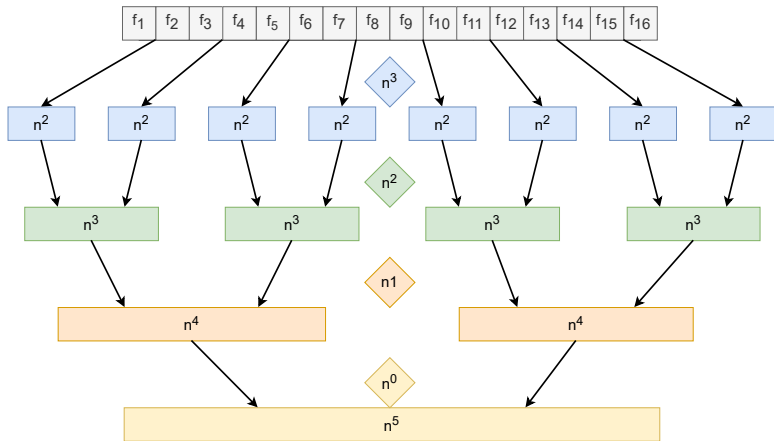 f₁ f₂ f₃ f₄ f₅ f₆ f₇ f₈ f₉ f₁₀ f₁₁ f₁₂ f₁₃ f₁₄ f₁₅ f₁₆
n³
n² n² n² n² n² n² n² n²
n²
n³ n³ n³ n³
n1
n⁴ n⁴
n⁰
n⁵